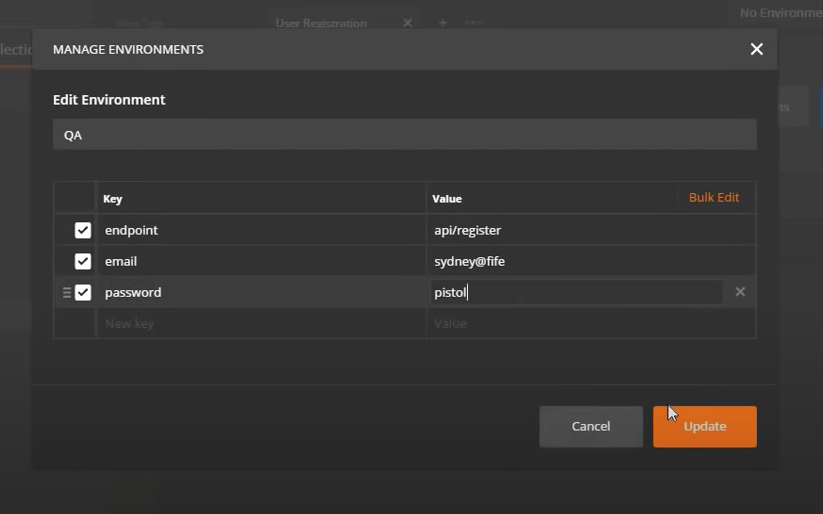 No Environme
User Registration
lectio
MANAGE ENVIRONMENTS
Edit Environment
QA
Key Value Bulk Edit
endpoint api/register
email sydney@fife
password pistol
New key Value
Cancel Update